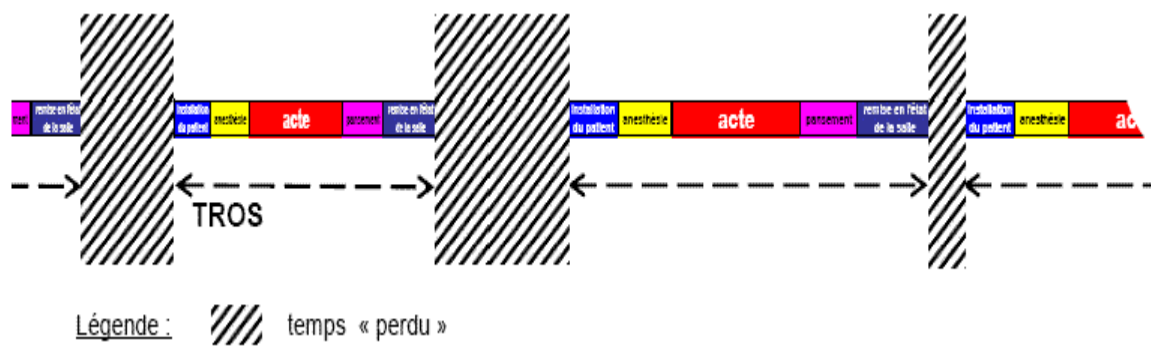 ment
remise en l'état
de la salle
installation
du patient
anesthésie
acte
pansement
remise en l'état
de la salle
installation
du patient
anesthésie
acte
pansement
remise en l'état
de la salle
installation
du patient
anesthésie
ac
TROS
Légende :
temps « perdu »